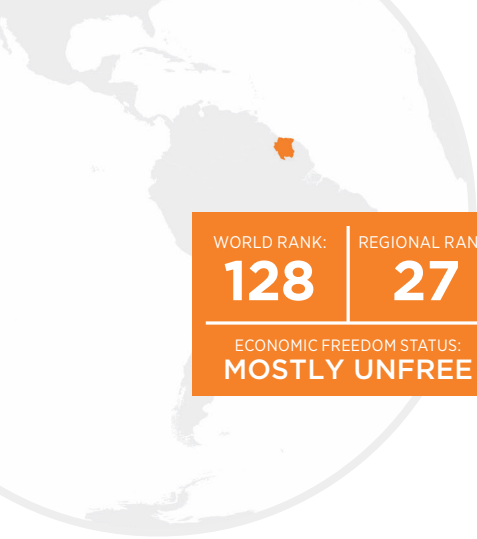 WORLD RANK:
128
REGIONAL RAN
27
ECONOMIC FREEDOM STATUS:
MOSTLY UNFREE